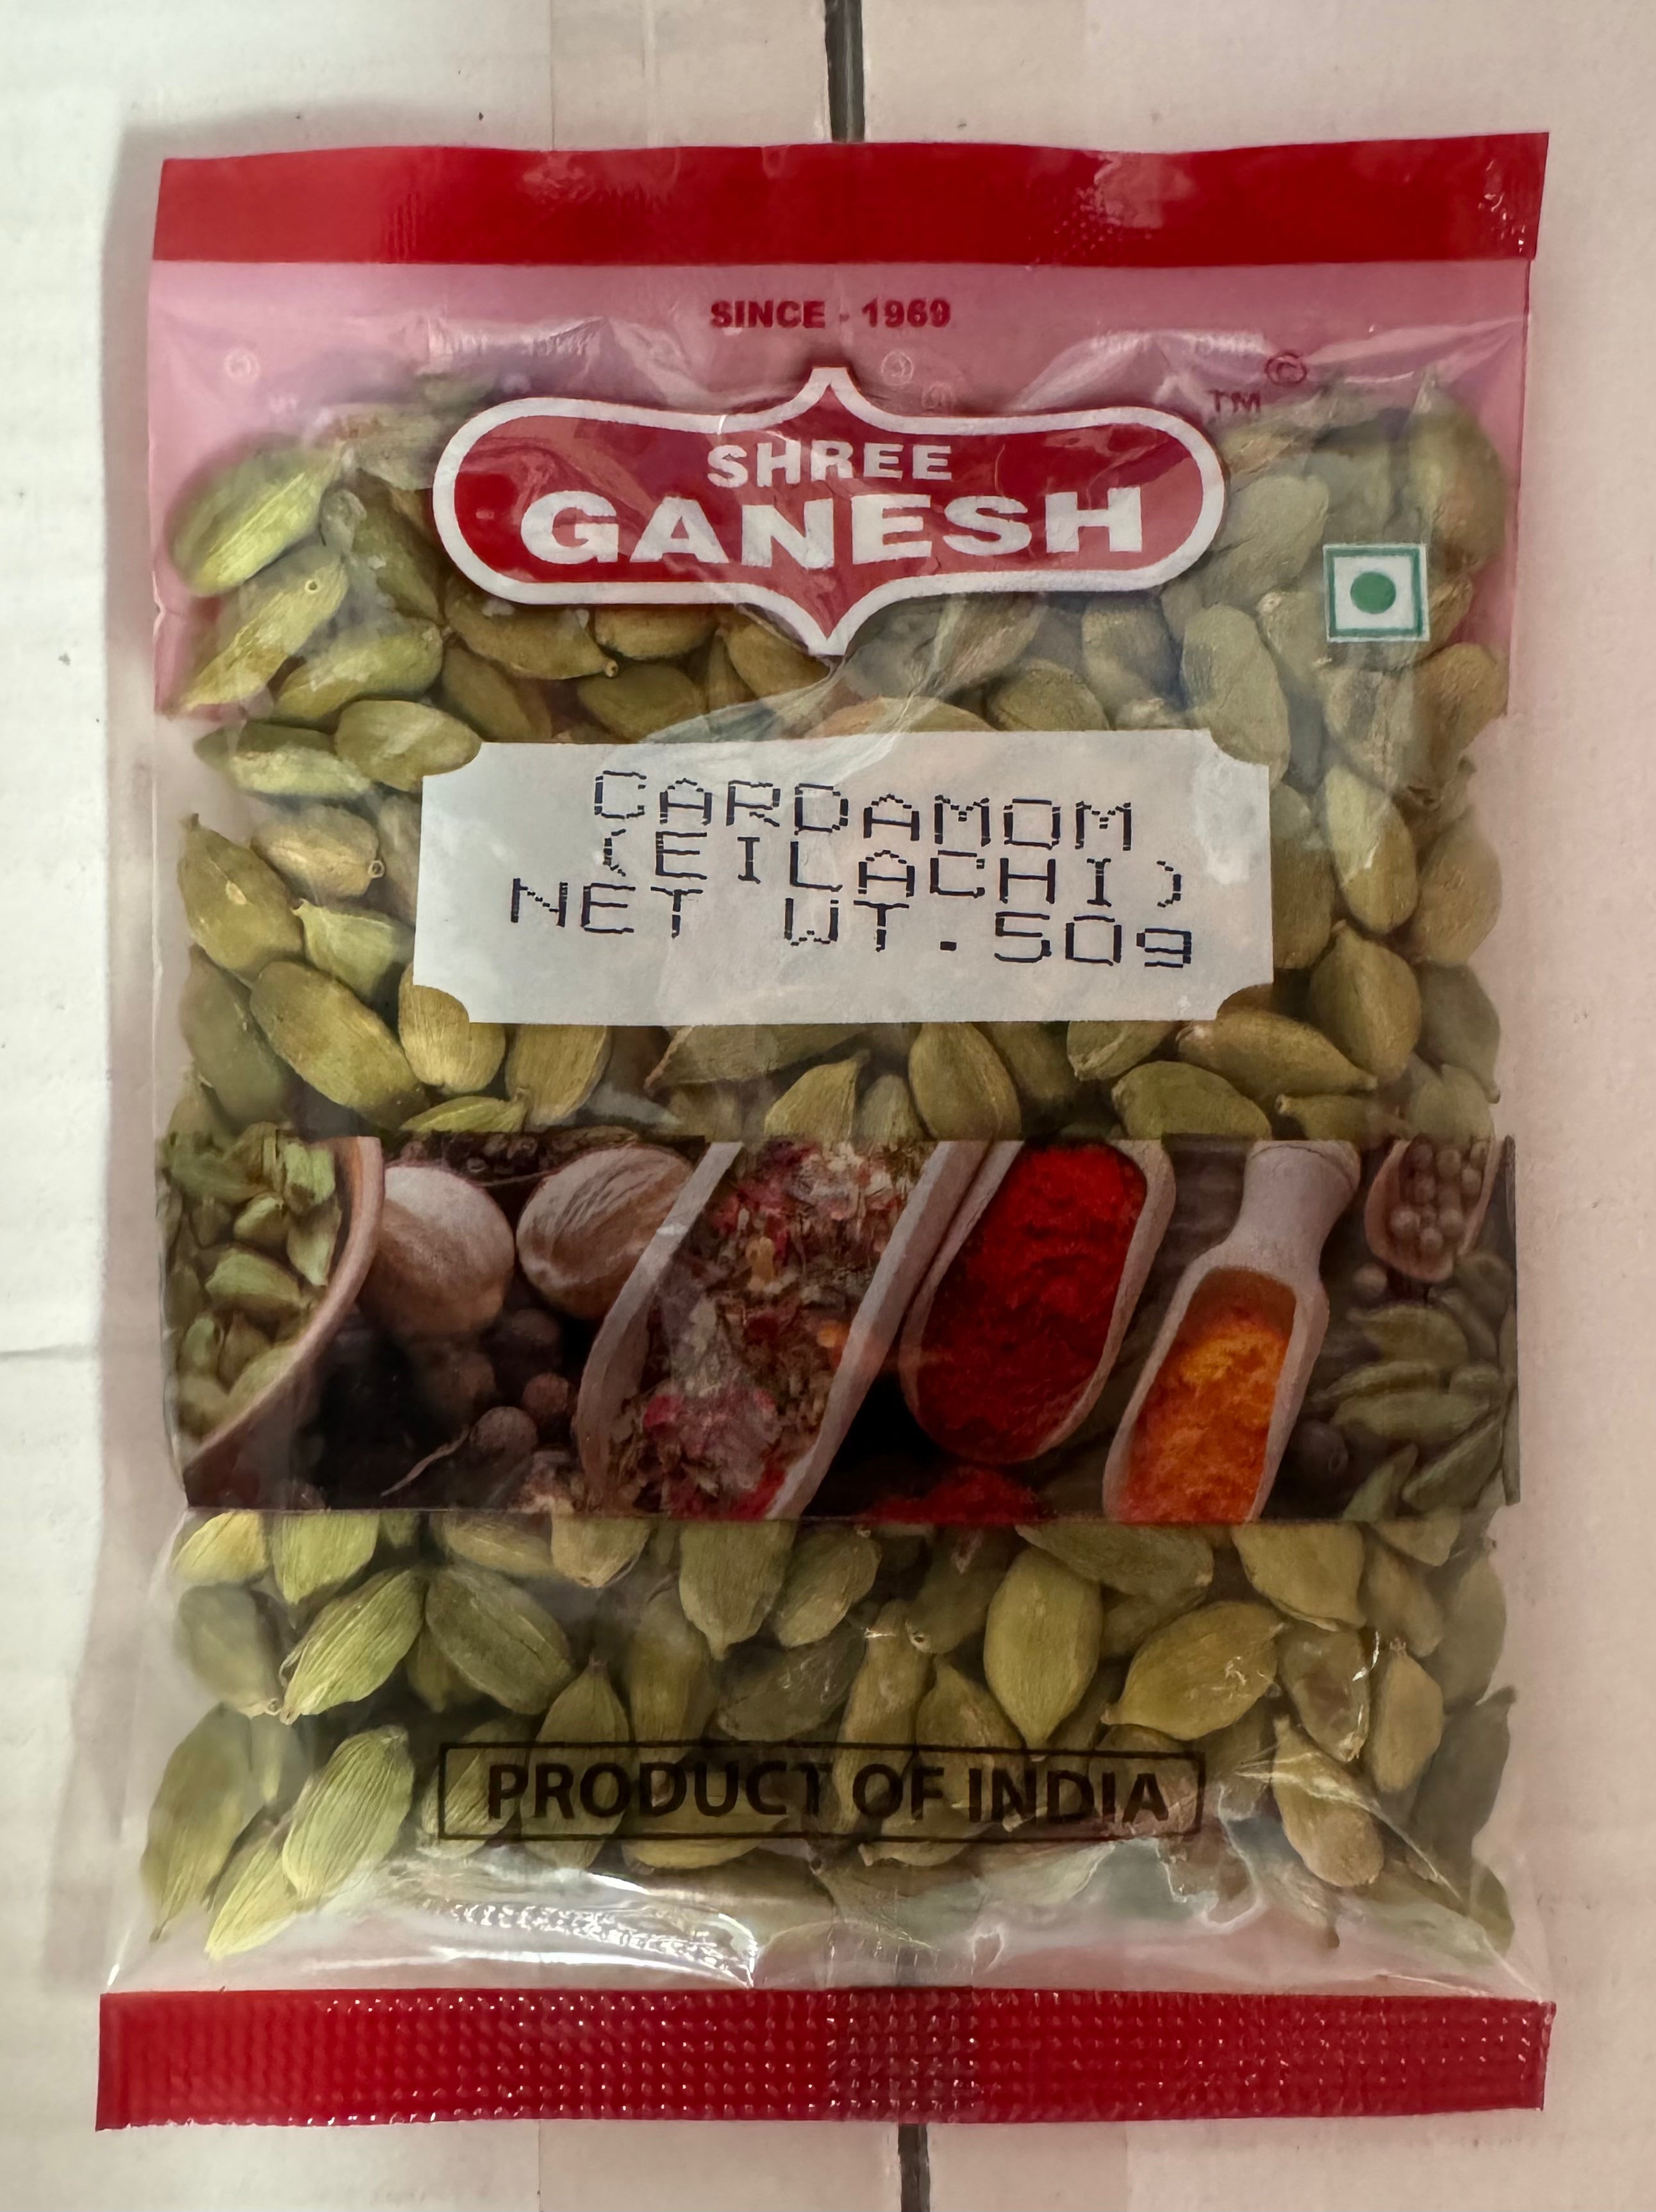 SINCE - 1969
©
TM
SHREE
GANESH
CARDAMOM
(EILACHI)
NET WT.50g
PRODUCT OF INDIA